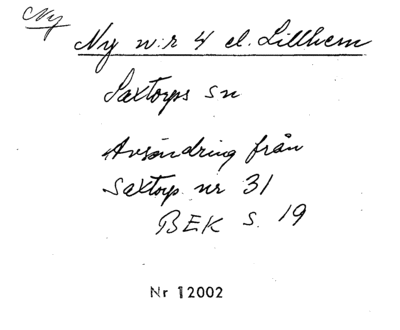 Ny
Ny n:r 4 el. Lillhem
Saxtorps sn
Avsöndring från
Saxtorp nr 31
BEK s. 19
Nr 12002